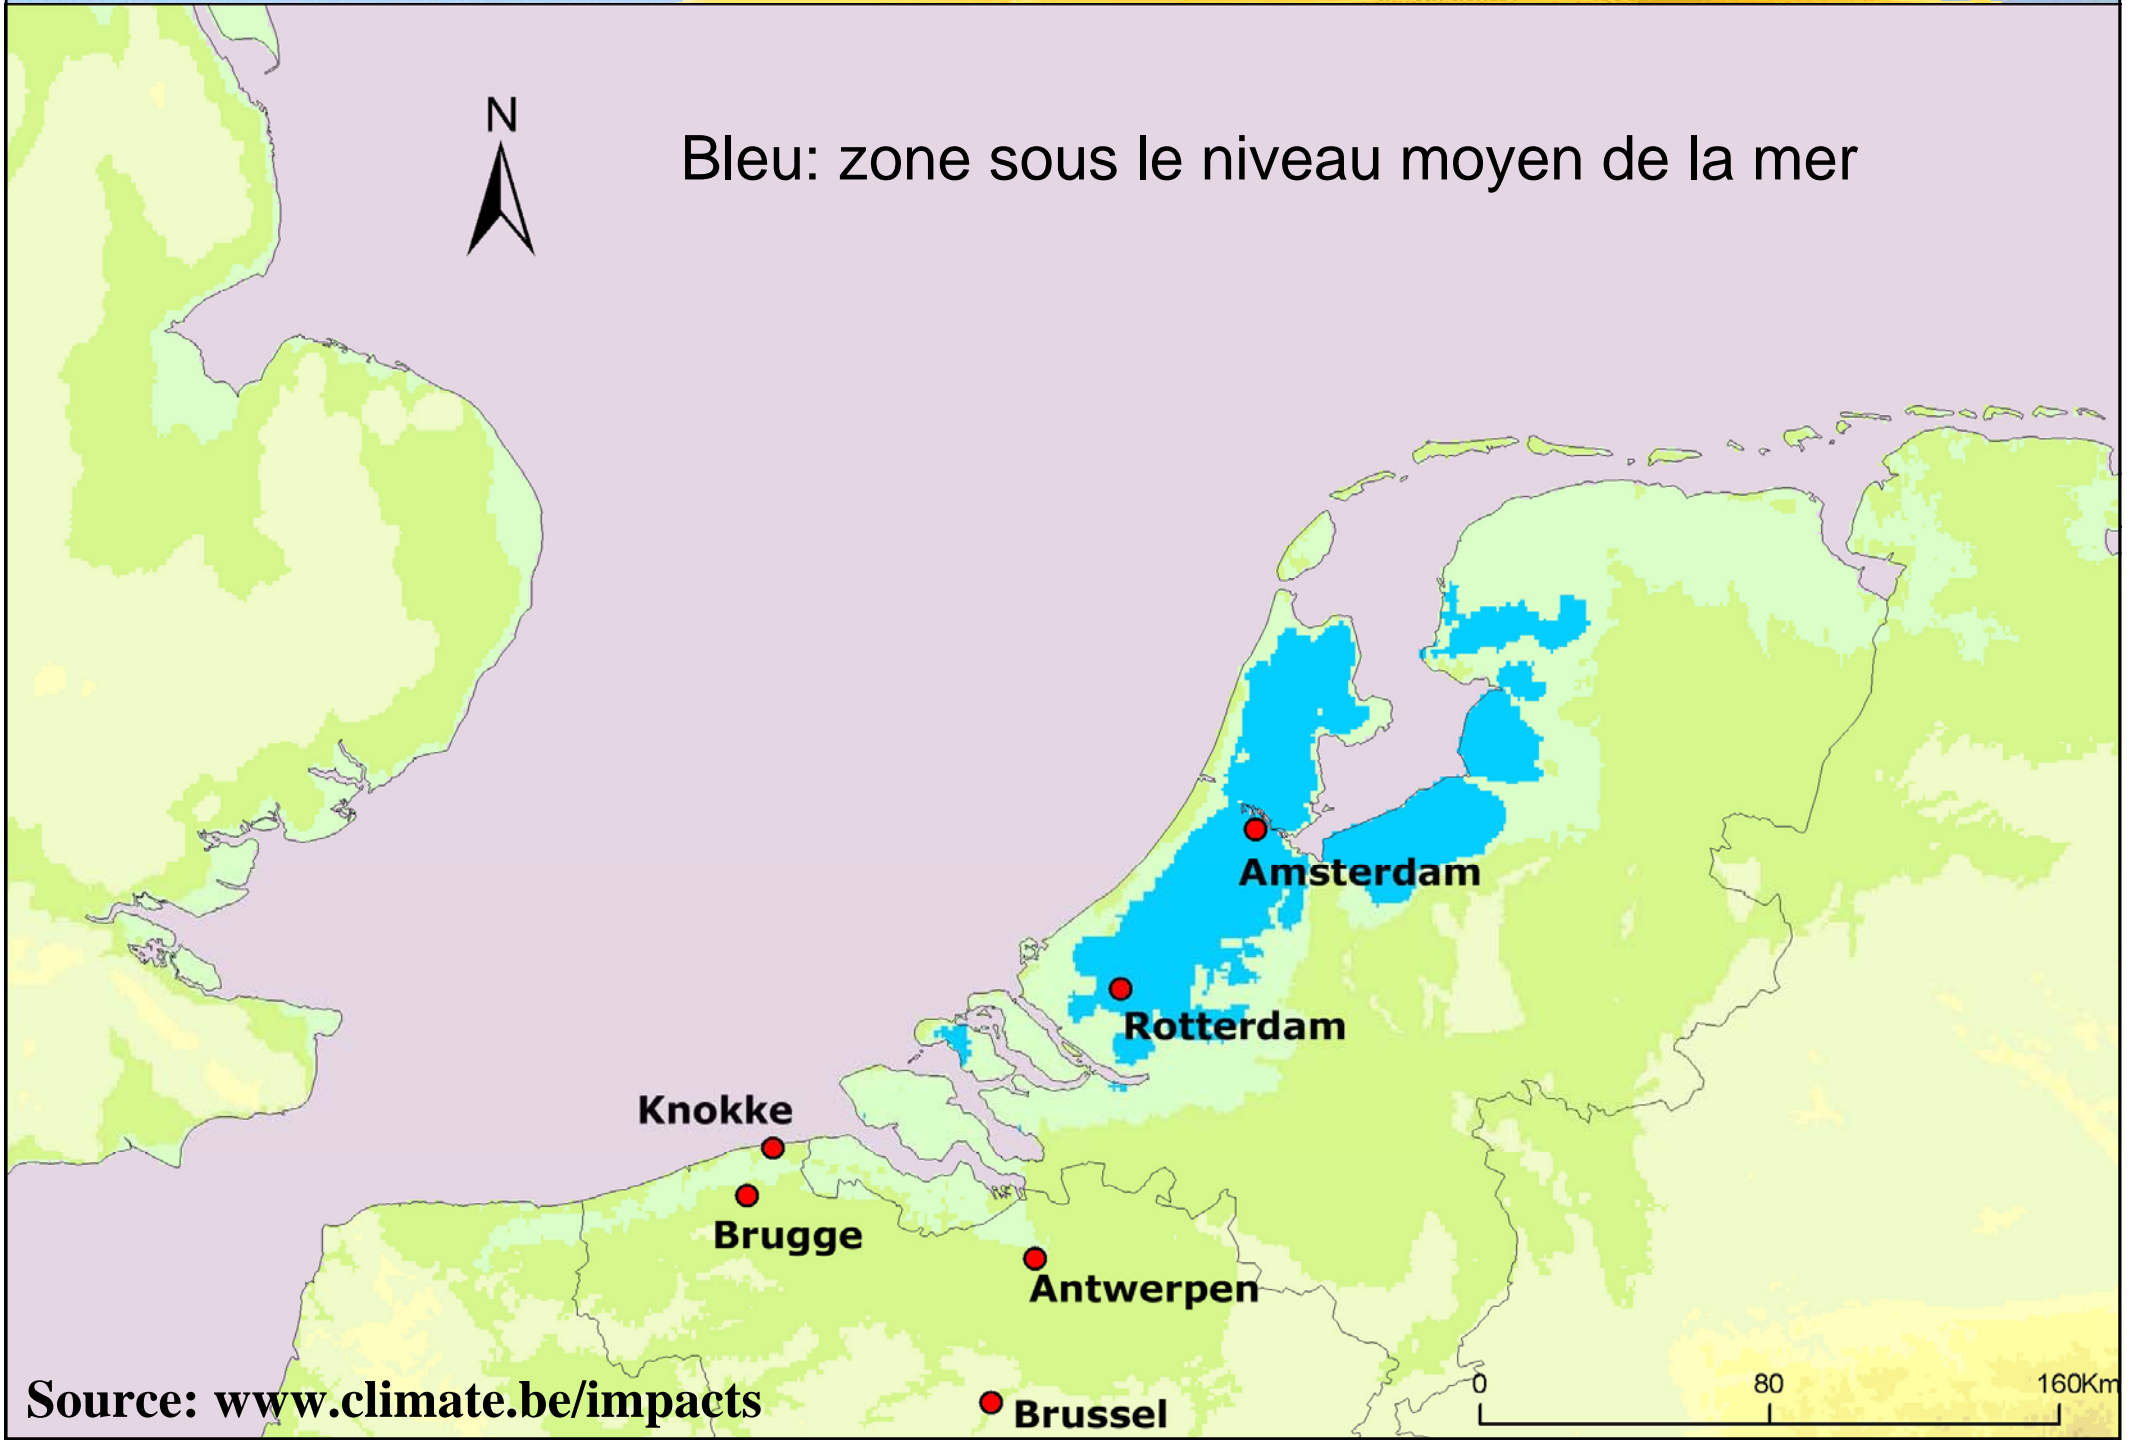 N
Bleu: zone sous le niveau moyen de la mer
Amsterdam
Rotterdam
Knokke
Brugge
Antwerpen
Brussel
0 80 160Km
Source: www.climate.be/impacts